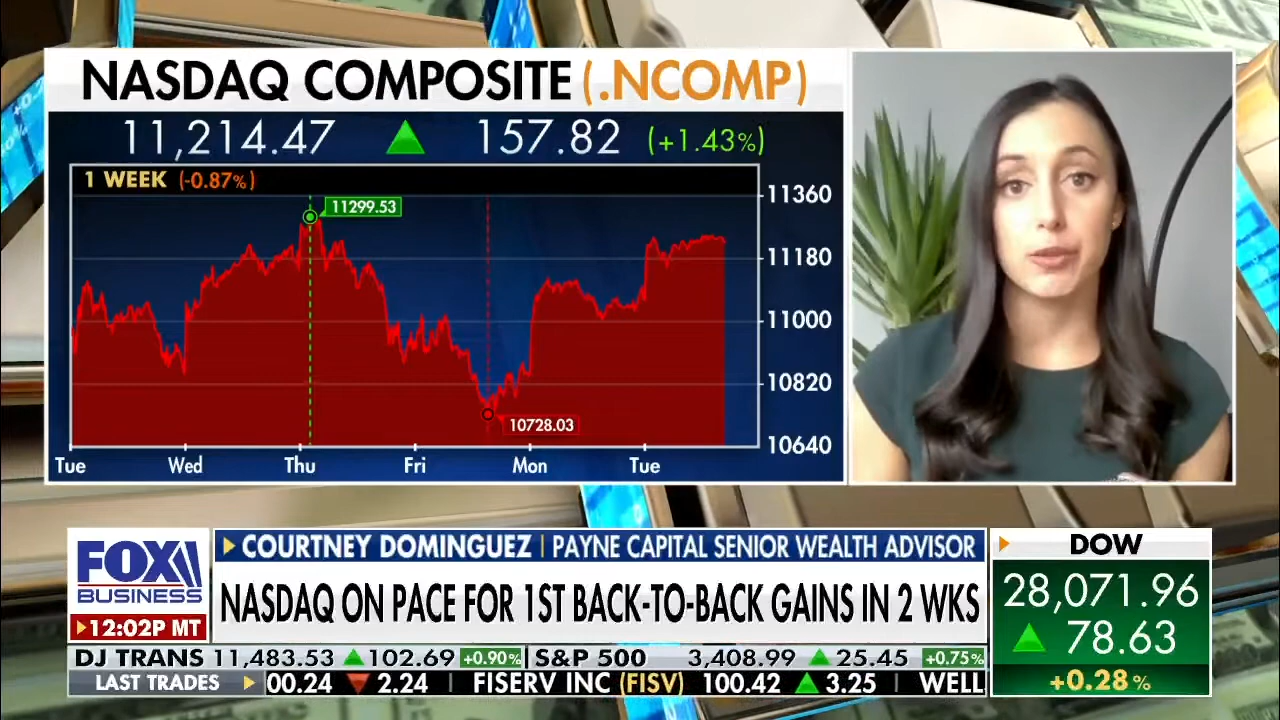 NASDAQ COMPOSITE (.NCOMP)
11,214.47 ▲ 157.82 (+1.43%)
1 WEEK (-0.87%)
11299.53
10728.03
11360
11180
11000
10820
10640
Tue Wed Thu Fri Mon Tue
FOX BUSINESS
12:02P MT
COURTNEY DOMINGUEZ | PAYNE CAPITAL SENIOR WEALTH ADVISOR
NASDAQ ON PACE FOR 1ST BACK-TO-BACK GAINS IN 2 WKS
DJ TRANS 11,483.53 ▲ 102.69 +0.90% | S&P 500 3,408.99 ▲ 25.45 +0.75%
LAST TRADES 00.24 ▼ 2.24 | FISERV INC (FISV) 100.42 ▲ 3.25 | WELL
DOW
28,071.96
▲ 78.63
+0.28%